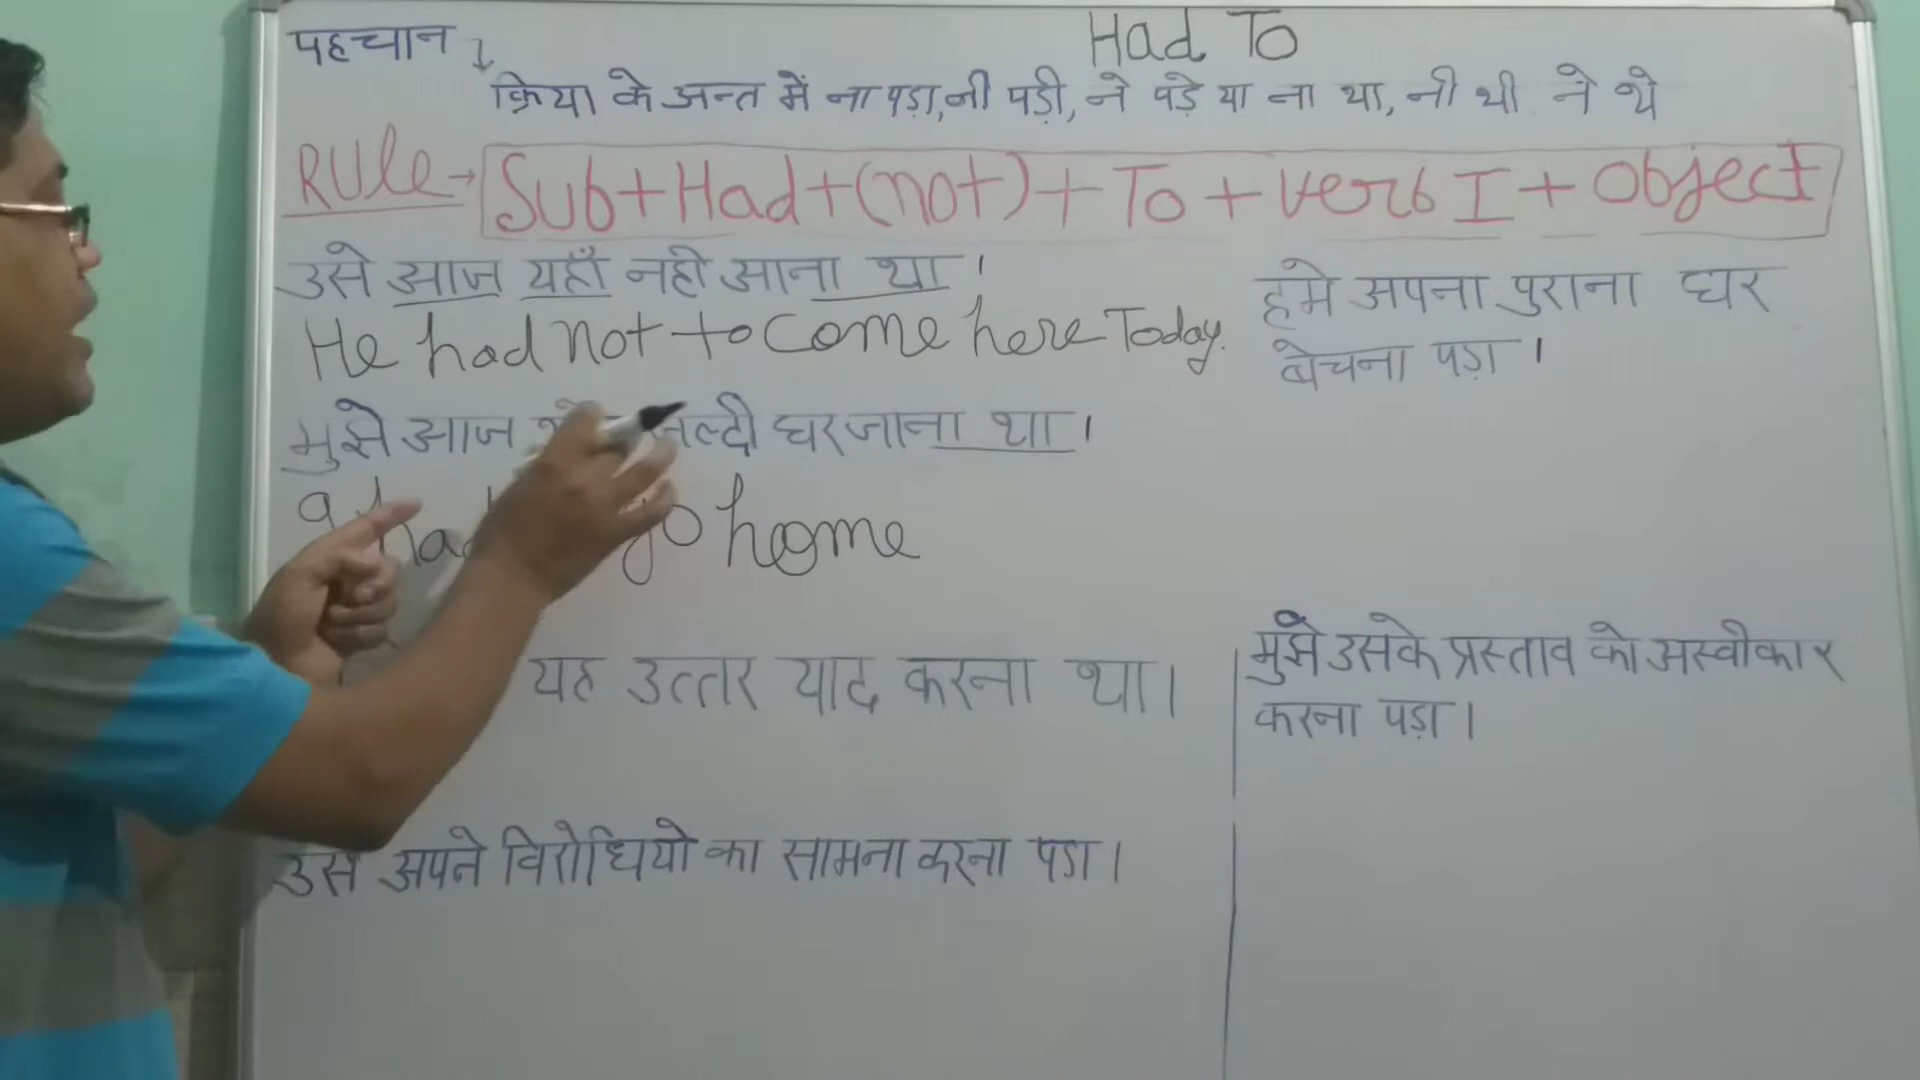 पहचान
Had To
क्रिया के अन्त में ना पड़ा, नी पड़ी, ने पड़े या ना था, नी थी ने थे
RULE → Sub + Had + (not) + To + Verb I + Object
उसे आज यहाँ नही आना था।
He had not to come here Today.
मुझे आज जल्दी घर जाना था।
go home
यह उत्तर याद करना था।
उसे अपने विरोधियो का सामना करना पडा।
हमे अपना पुराना घर
बेचना पड़ा।
मुझे उसके प्रस्ताव को अस्वीकार
करना पड़ा।